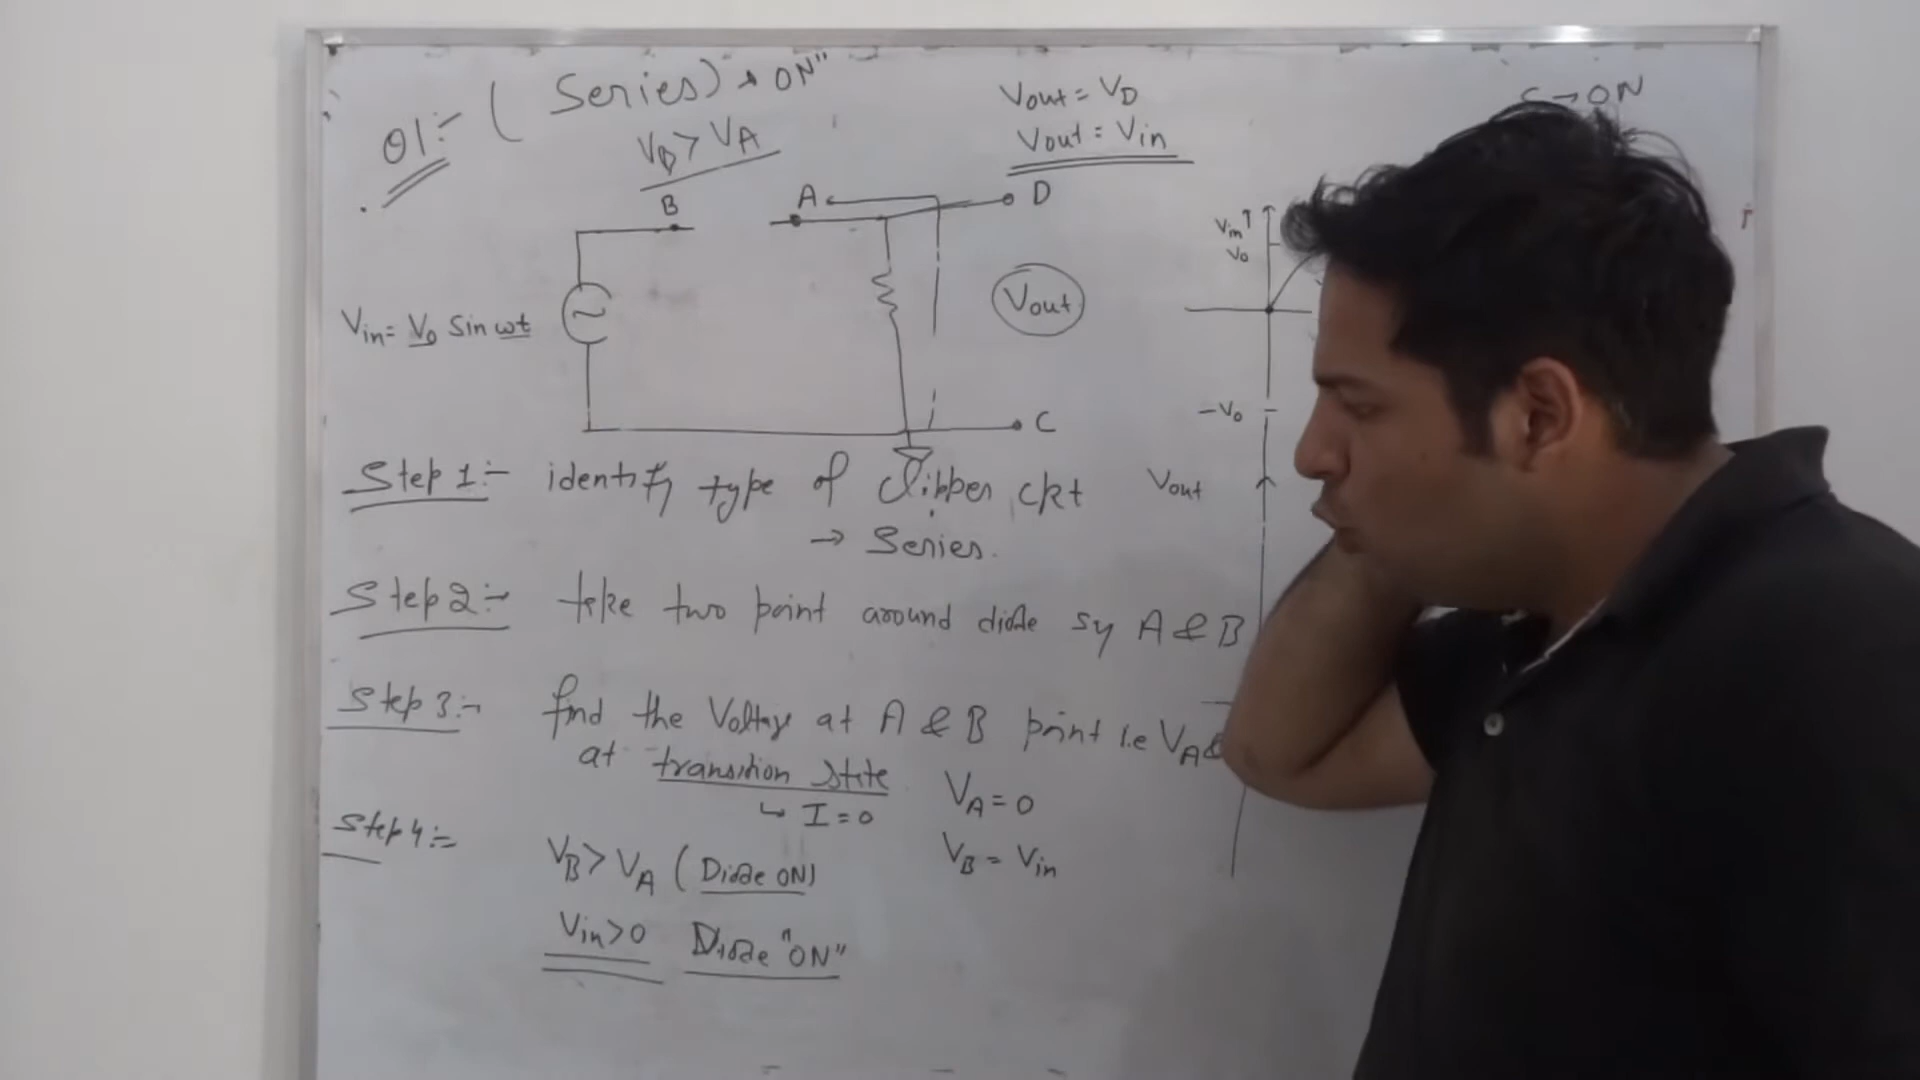 01:- (Series) → ON"
VB > VA
Vout = VD
Vout = Vin
→ ON
B
A
D
Vin = V0 Sin ωt
~
Vout
C
Vin ↑
V0
-V0
Vout
Step 1:- identify type of Clipper ckt
→ Series.
Step 2:- take two point around diode sy A & B
Step 3:- find the Voltage at A & B point i.e VA &
at transition state
↳ I = 0
VA = 0
VB = Vin
Step 4:-
VB > VA (Diode ON)
Vin > 0 Diode "ON"